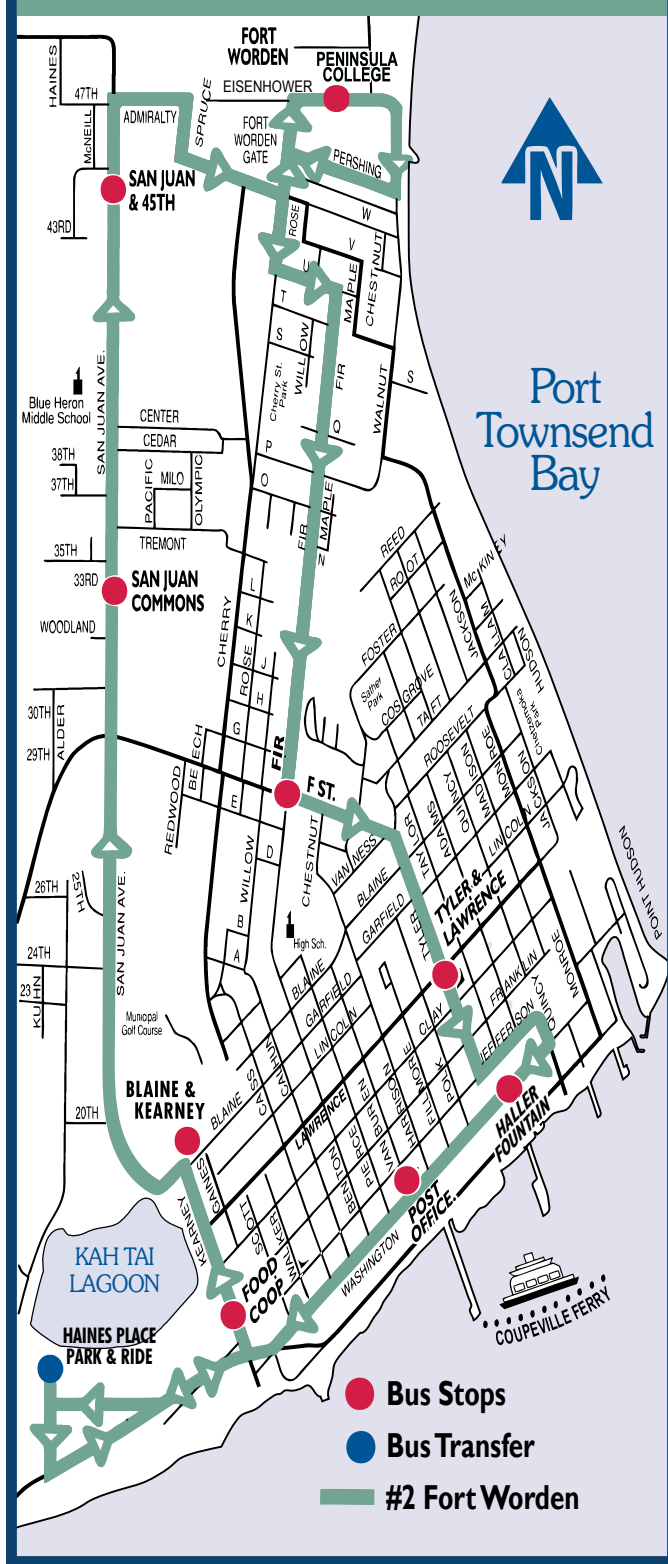 FORT
WORDEN
PENINSULA
COLLEGE
HAINES
47TH
McNEILL
ADMIRALTY
SPRUCE
EISENHOWER
FORT
WORDEN
GATE
PERSHING
N
SAN JUAN
& 45TH
43RD
ROSE
W
V
U
MAPLE
CHESTNUT
T
S
WILLOW
Cherry St.
Park
FIR
WALNUT
S
Port
Townsend
Bay
Blue Heron
Middle School
SAN JUAN AVE.
CENTER
CEDAR
38TH
37TH
PACIFIC
MILO
OLYMPIC
TREMONT
Q
P
O
FIR
MAPLE
N
35TH
33RD
SAN JUAN
COMMONS
WOODLAND
CHERRY
L
K
J
H
ROSE
G
REED
ROOT
McKINLEY
FOSTER
JACKSON
CLALLAM
HUDSON
Sather
Park
COSGROVE
TAFT
Chetzemoka
Park
30TH
29TH
ALDER
REDWOOD
BEECH
E
FIR
F ST.
ROOSEVELT
TAYLOR
ADAMS
QUINCY
MADISON
MONROE
LINCOLN
JACKSON
VAN NESS
CHESTNUT
D
WILLOW
B
A
High Sch.
BLAINE
GARFIELD
TYLER
TYLER &
LAWRENCE
POINT HUDSON
26TH
25TH
24TH
23
KUHN
SAN JUAN AVE.
Municipal
Golf Course
20TH
BLAINE &
KEARNEY
BLAINE
BLAINE
GARFIELD
LINCOLN
CASS
CALHUN
LAWRENCE
FRANKLIN
JEFFERSON
QUINCY
MONROE
CLAY
BENTON
PIERCE
VAN BUREN
HARRISON
FILLMORE
POLK
HALLER
FOUNTAIN
KEARNEY
GAINES
SCOTT
WALKER
WASHINGTON
POST
OFFICE
FOOD
COOP
KAH TAI
LAGOON
HAINES PLACE
PARK & RIDE
COUPEVILLE FERRY
Bus Stops
Bus Transfer
#2 Fort Worden